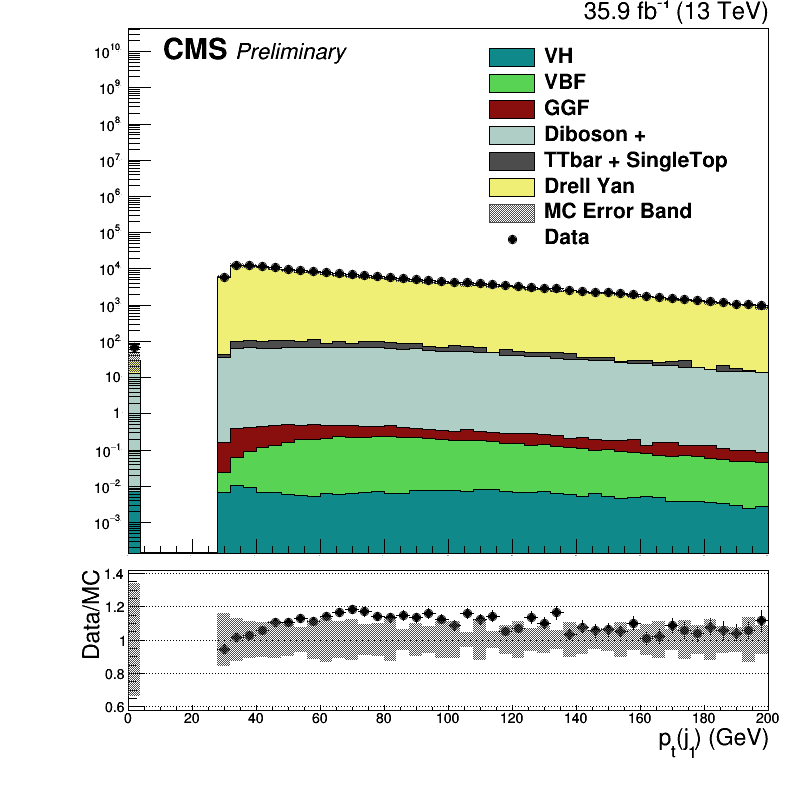 35.9 fb⁻¹ (13 TeV)
CMS Preliminary
10¹⁰
10⁹
10⁸
10⁷
10⁶
10⁵
10⁴
10³
10²
10
1
10⁻¹
10⁻²
10⁻³
VH
VBF
GGF
Diboson +
TTbar + SingleTop
Drell Yan
MC Error Band
Data
Data/MC
1.4
1.2
1
0.8
0.6
0 20 40 60 80 100 120 140 160 180 200
p_t(j_1) (GeV)